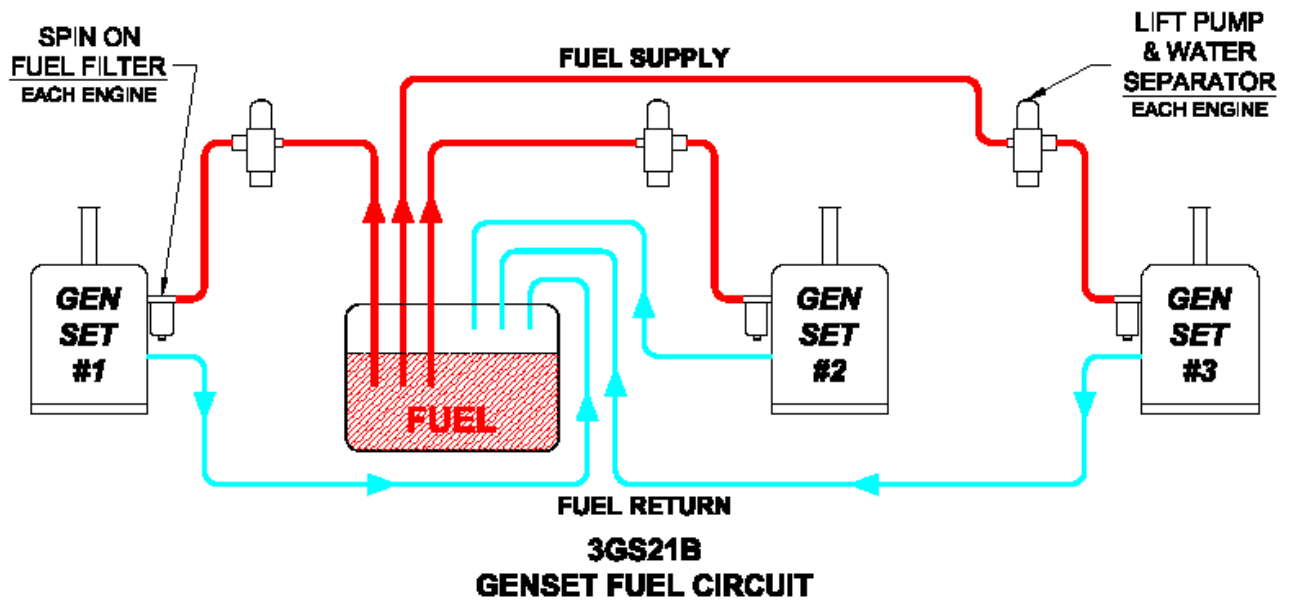 SPIN ON
FUEL FILTER
EACH ENGINE
FUEL SUPPLY
LIFT PUMP
& WATER
SEPARATOR
EACH ENGINE
GEN
SET
#1
FUEL
GEN
SET
#2
GEN
SET
#3
FUEL RETURN
3GS21B
GENSET FUEL CIRCUIT